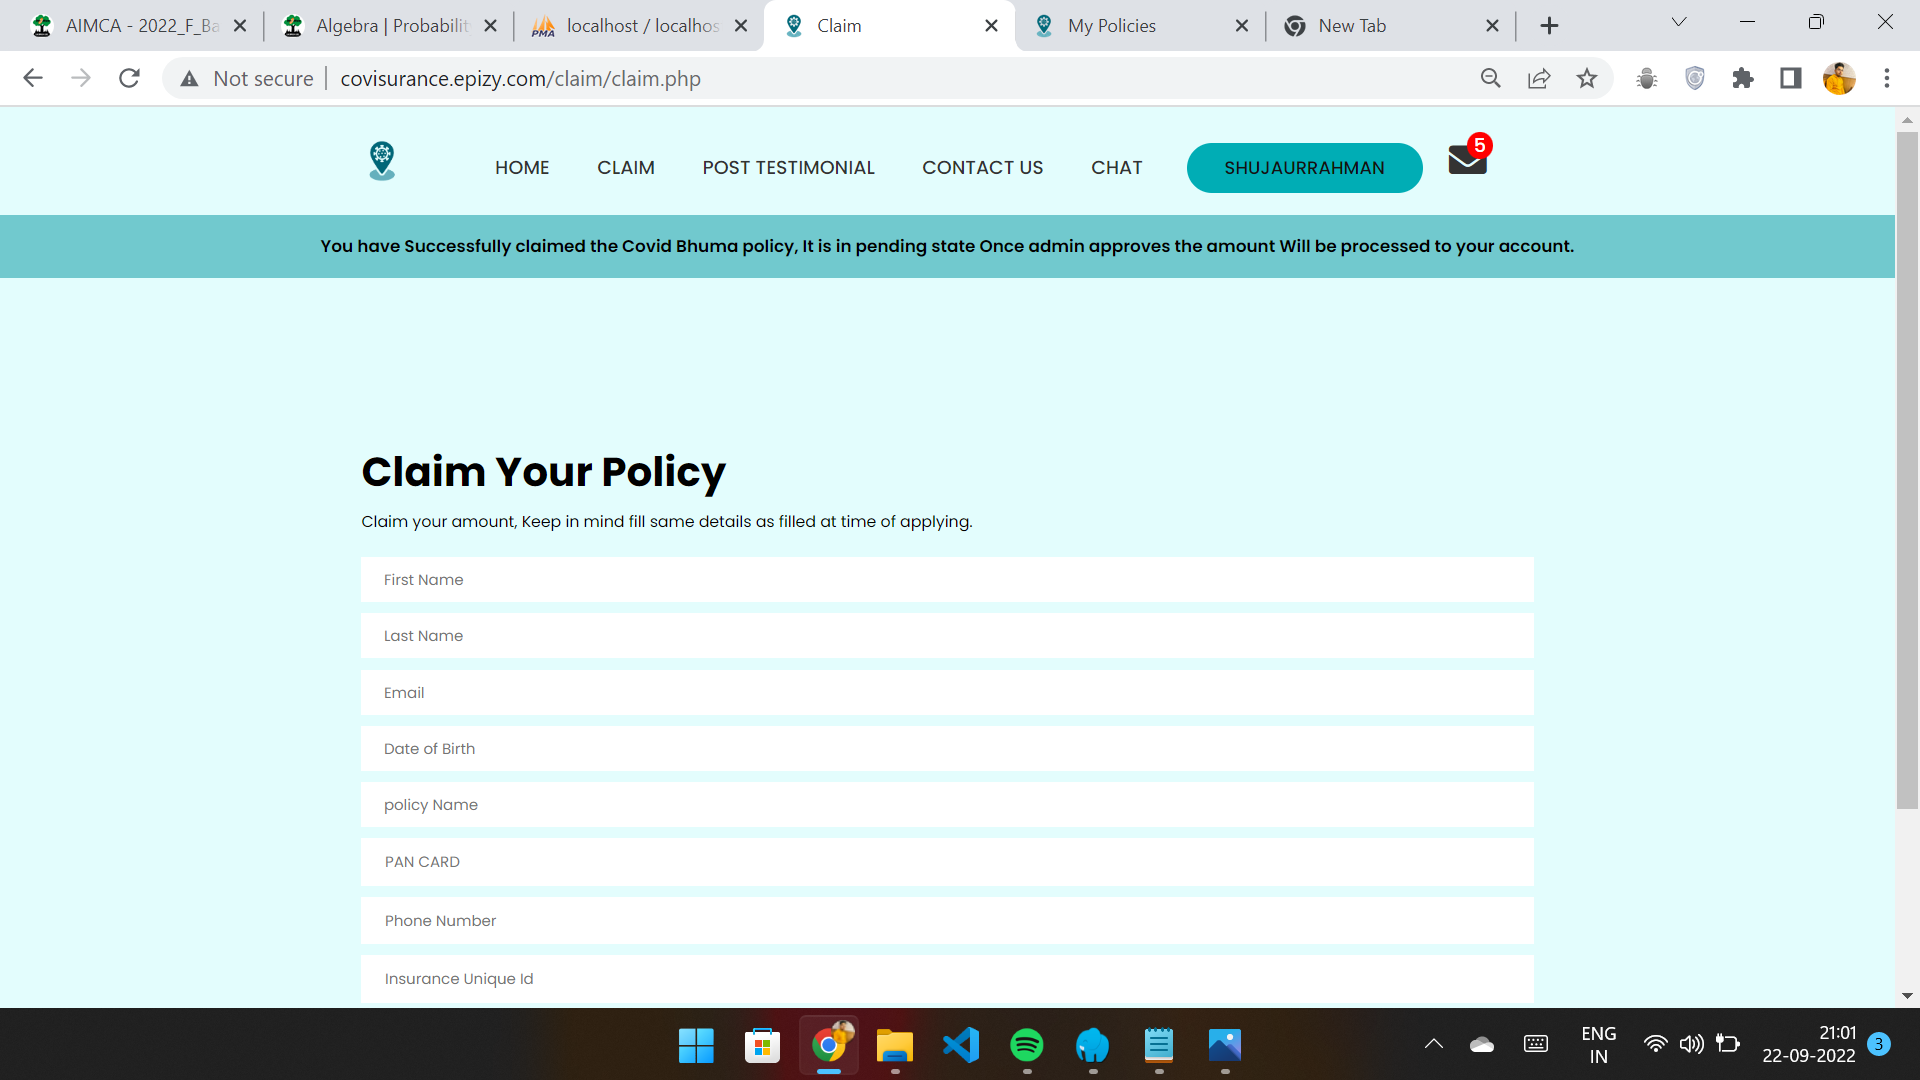 AIMCA - 2022_F_Ba
Algebra | Probabilit
PMA
localhost / localhos
Claim
My Policies
New Tab
Not secure
covisurance.epizy.com/claim/claim.php
HOME
CLAIM
POST TESTIMONIAL
CONTACT US
CHAT
SHUJAURRAHMAN
5
You have Successfully claimed the Covid Bhuma policy, It is in pending state Once admin approves the amount Will be processed to your account.
Claim Your Policy
Claim your amount, Keep in mind fill same details as filled at time of applying.
First Name
Last Name
Email
Date of Birth
policy Name
PAN CARD
Phone Number
Insurance Unique Id
ENG
IN
21:01
22-09-2022
3